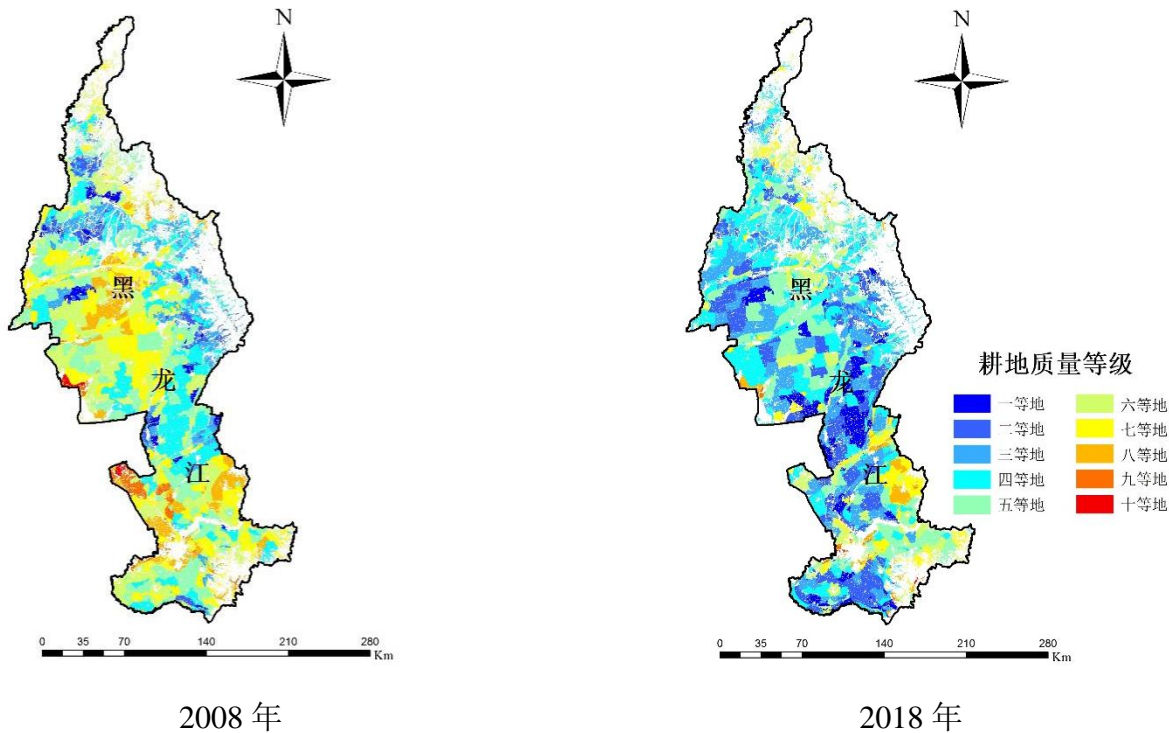 N
黑
龙
江
0 35 70 140 210 280
Km
2008 年
N
黑
龙
江
0 35 70 140 210 280
Km
2018 年
耕地质量等级
一等地 六等地
二等地 七等地
三等地 八等地
四等地 九等地
五等地 十等地